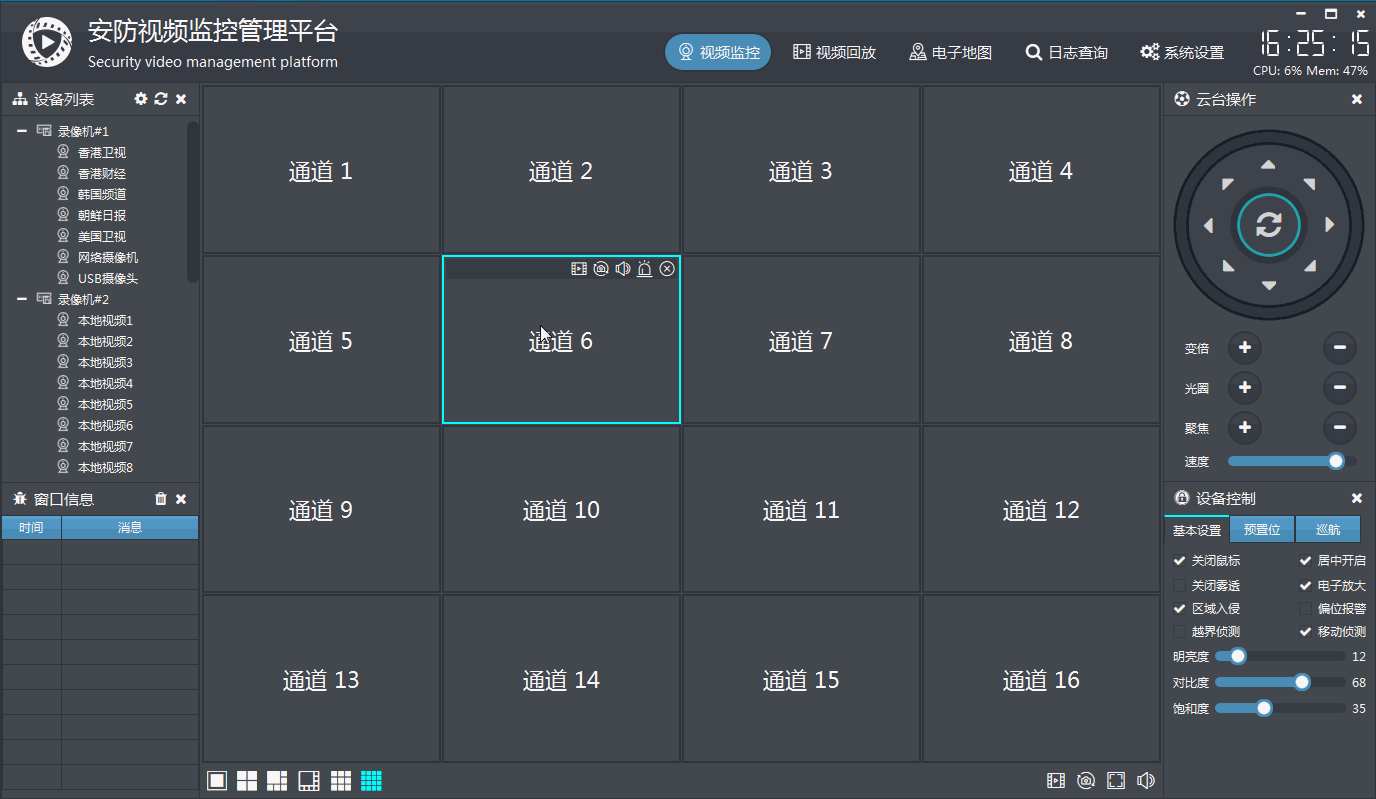 安防视频监控管理平台
Security video management platform
视频监控 视频回放 电子地图 日志查询 系统设置
16:25:15
CPU: 6% Mem: 47%
设备列表
录像机#1
香港卫视
香港财经
韩国频道
朝鲜日报
美国卫视
网络摄像机
USB摄像头
录像机#2
本地视频1
本地视频2
本地视频3
本地视频4
本地视频5
本地视频6
本地视频7
本地视频8
窗口信息
时间 消息
通道 1 通道 2 通道 3 通道 4
通道 5 通道 6 通道 7 通道 8
通道 9 通道 10 通道 11 通道 12
通道 13 通道 14 通道 15 通道 16
云台操作
变倍
光圈
聚焦
速度
设备控制
基本设置 预置位 巡航
关闭鼠标 居中开启
关闭雾透 电子放大
区域入侵 偏位报警
越界侦测 移动侦测
明亮度 12
对比度 68
饱和度 35